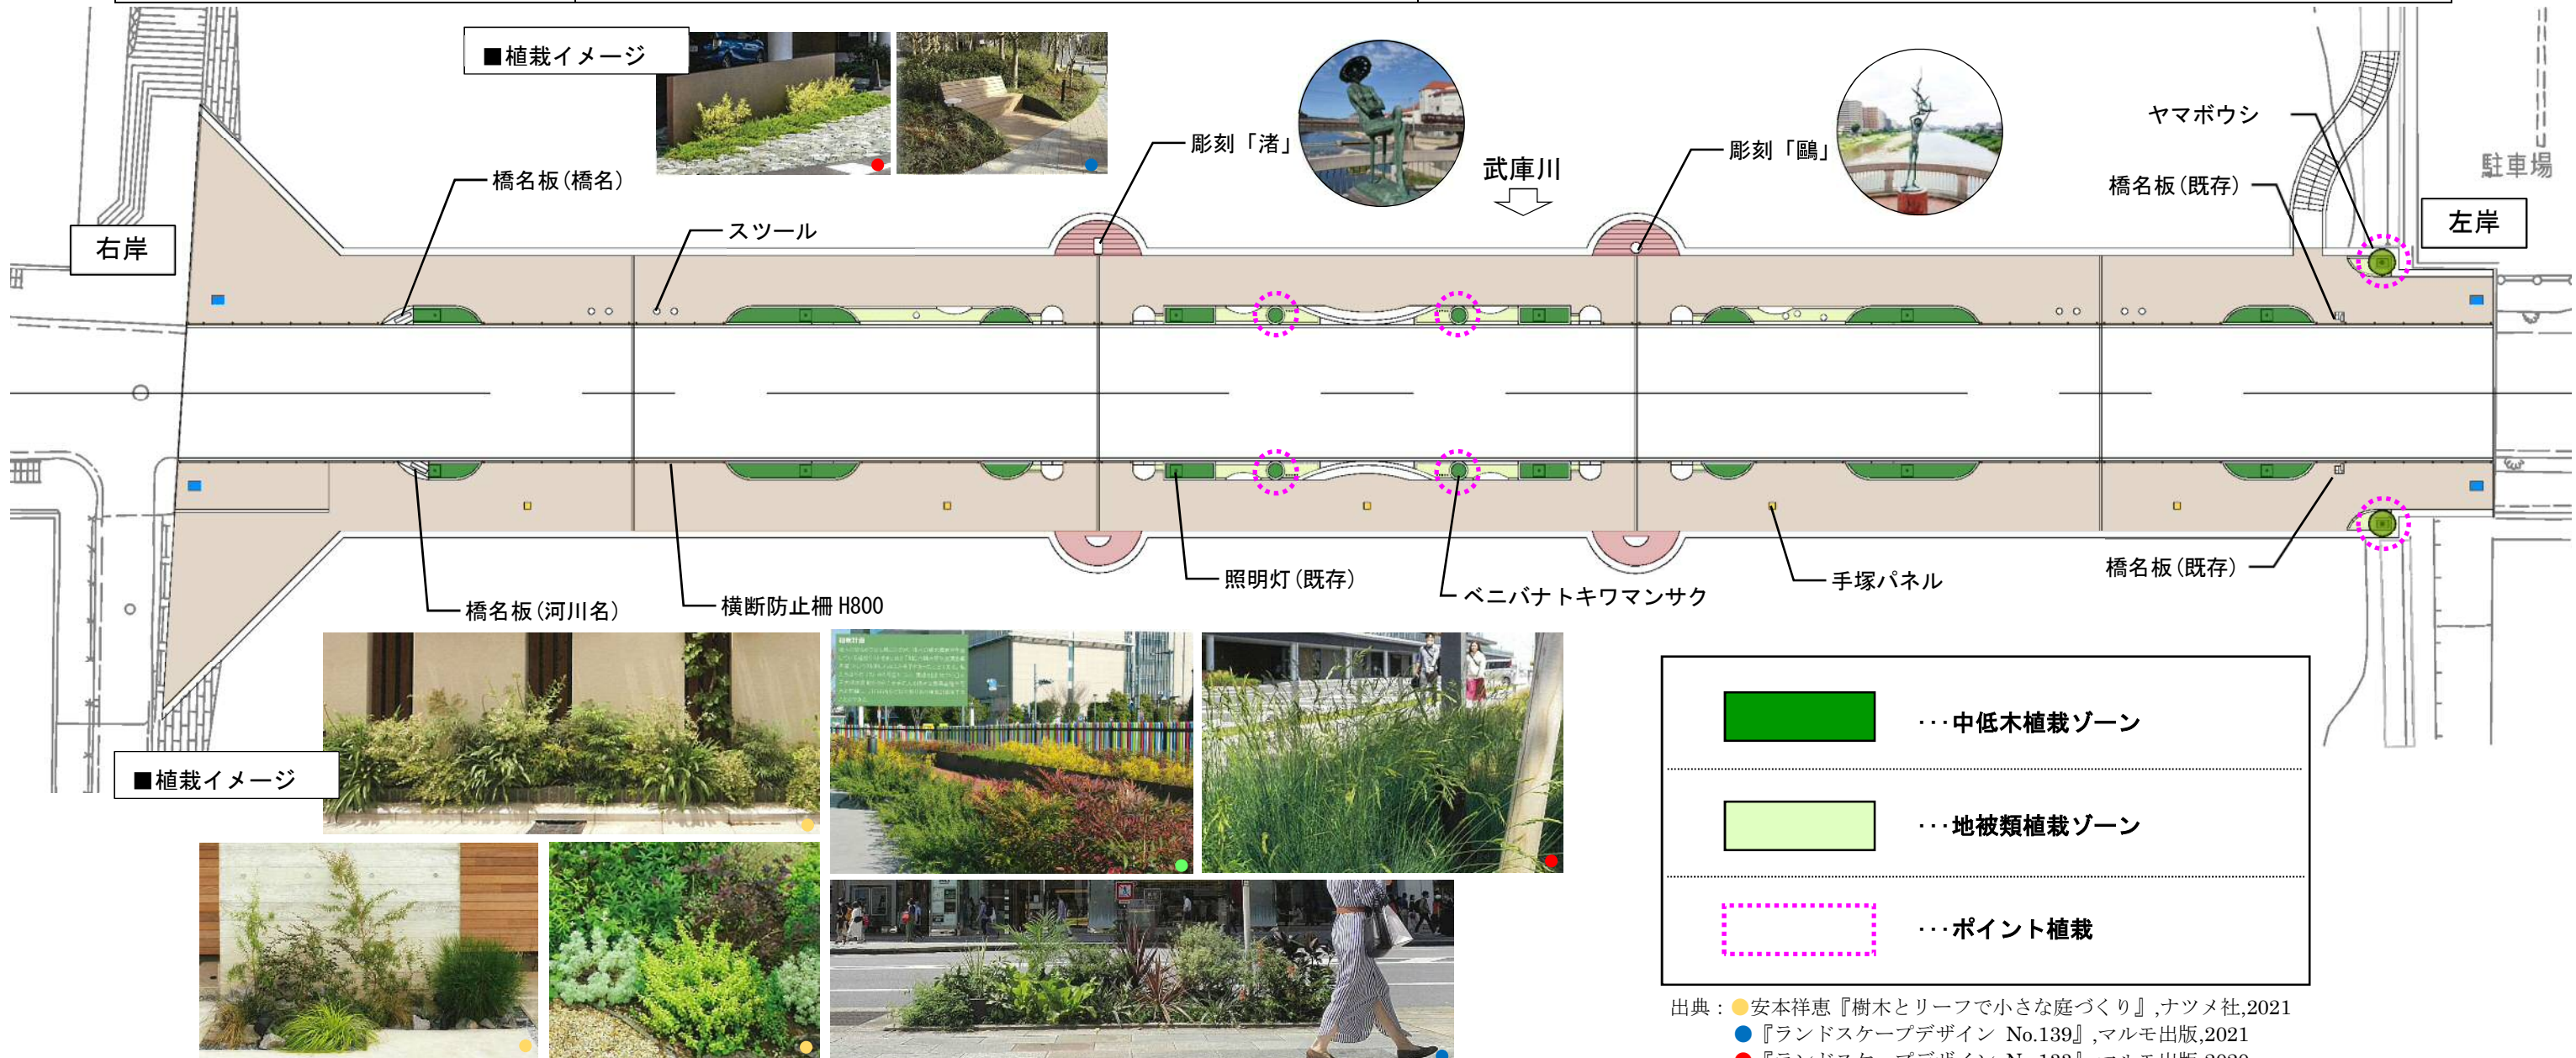 ■植栽イメージ
彫刻「渚」
武庫川
彫刻「鷗」
ヤマボウシ
駐車場
橋名板(橋名)
橋名板(既存)
右岸
スツール
左岸
橋名板(河川名)
横断防止柵 H800
照明灯(既存)
ベニバナトキワマンサク
手塚パネル
橋名板(既存)
■植栽イメージ
･･･中低木植栽ゾーン
･･･地被類植栽ゾーン
･･･ポイント植栽
出典：●安本祥恵『樹木とリーフで小さな庭づくり』,ナツメ社,2021
●『ランドスケープデザイン No.139』,マルモ出版,2021